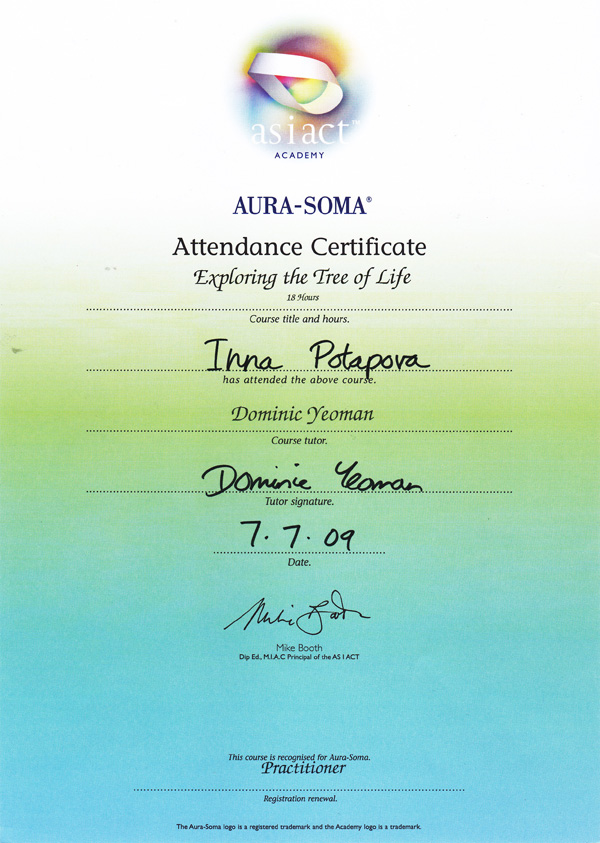 asiact™
ACADEMY
AURA-SOMA®
Attendance Certificate
Exploring the Tree of Life
18 Hours
Course title and hours.
Inna Potapova
has attended the above course.
Dominic Yeoman
Course tutor.
Dominic Yeoman
Tutor signature.
7.7.09
Date.
Mike Booth
Mike Booth
Dip Ed., M.I.A.C Principal of the AS I ACT
This course is recognised for Aura-Soma.
Practitioner
Registration renewal.
The Aura-Soma logo is a registered trademark and the Academy logo is a trademark.